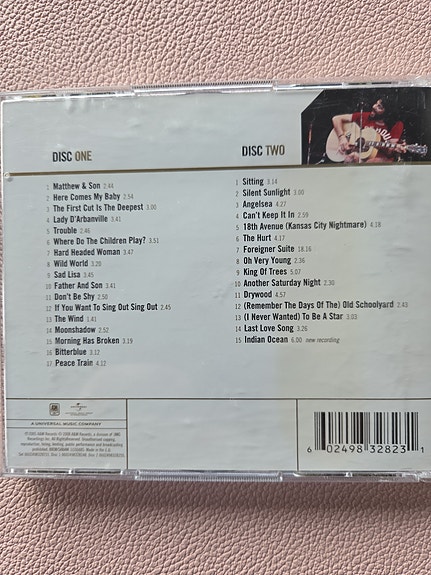 DISC ONE
1 Matthew & Son 2.44
2 Here Comes My Baby 2.54
3 The First Cut Is The Deepest 3.00
4 Lady D'Arbanville 3.41
5 Trouble 2.46
6 Where Do The Children Play? 3.51
7 Hard Headed Woman 3.47
8 Wild World 3.20
9 Sad Lisa 3.45
10 Father And Son 3.41
11 Don't Be Shy 2.50
12 If You Want To Sing Out Sing Out 2.45
13 The Wind 1.41
14 Moonshadow 2.52
15 Morning Has Broken 3.19
16 Bitterblue 3.12
17 Peace Train 4.12
DISC TWO
1 Sitting 3.14
2 Silent Sunlight 3.00
3 Angelsea 4.27
4 Can't Keep It In 2.59
5 18th Avenue (Kansas City Nightmare) 4.18
6 The Hurt 4.17
7 Foreigner Suite 18.16
8 Oh Very Young 2.36
9 King Of Trees 5.07
10 Another Saturday Night 2.30
11 Drywood 4.57
12 (Remember The Days Of The) Old Schoolyard 2.43
13 (I Never Wanted) To Be A Star 3.03
14 Last Love Song 3.26
15 Indian Ocean 6.00 new recording
A UNIVERSAL MUSIC COMPANY
6 02498 32823 1